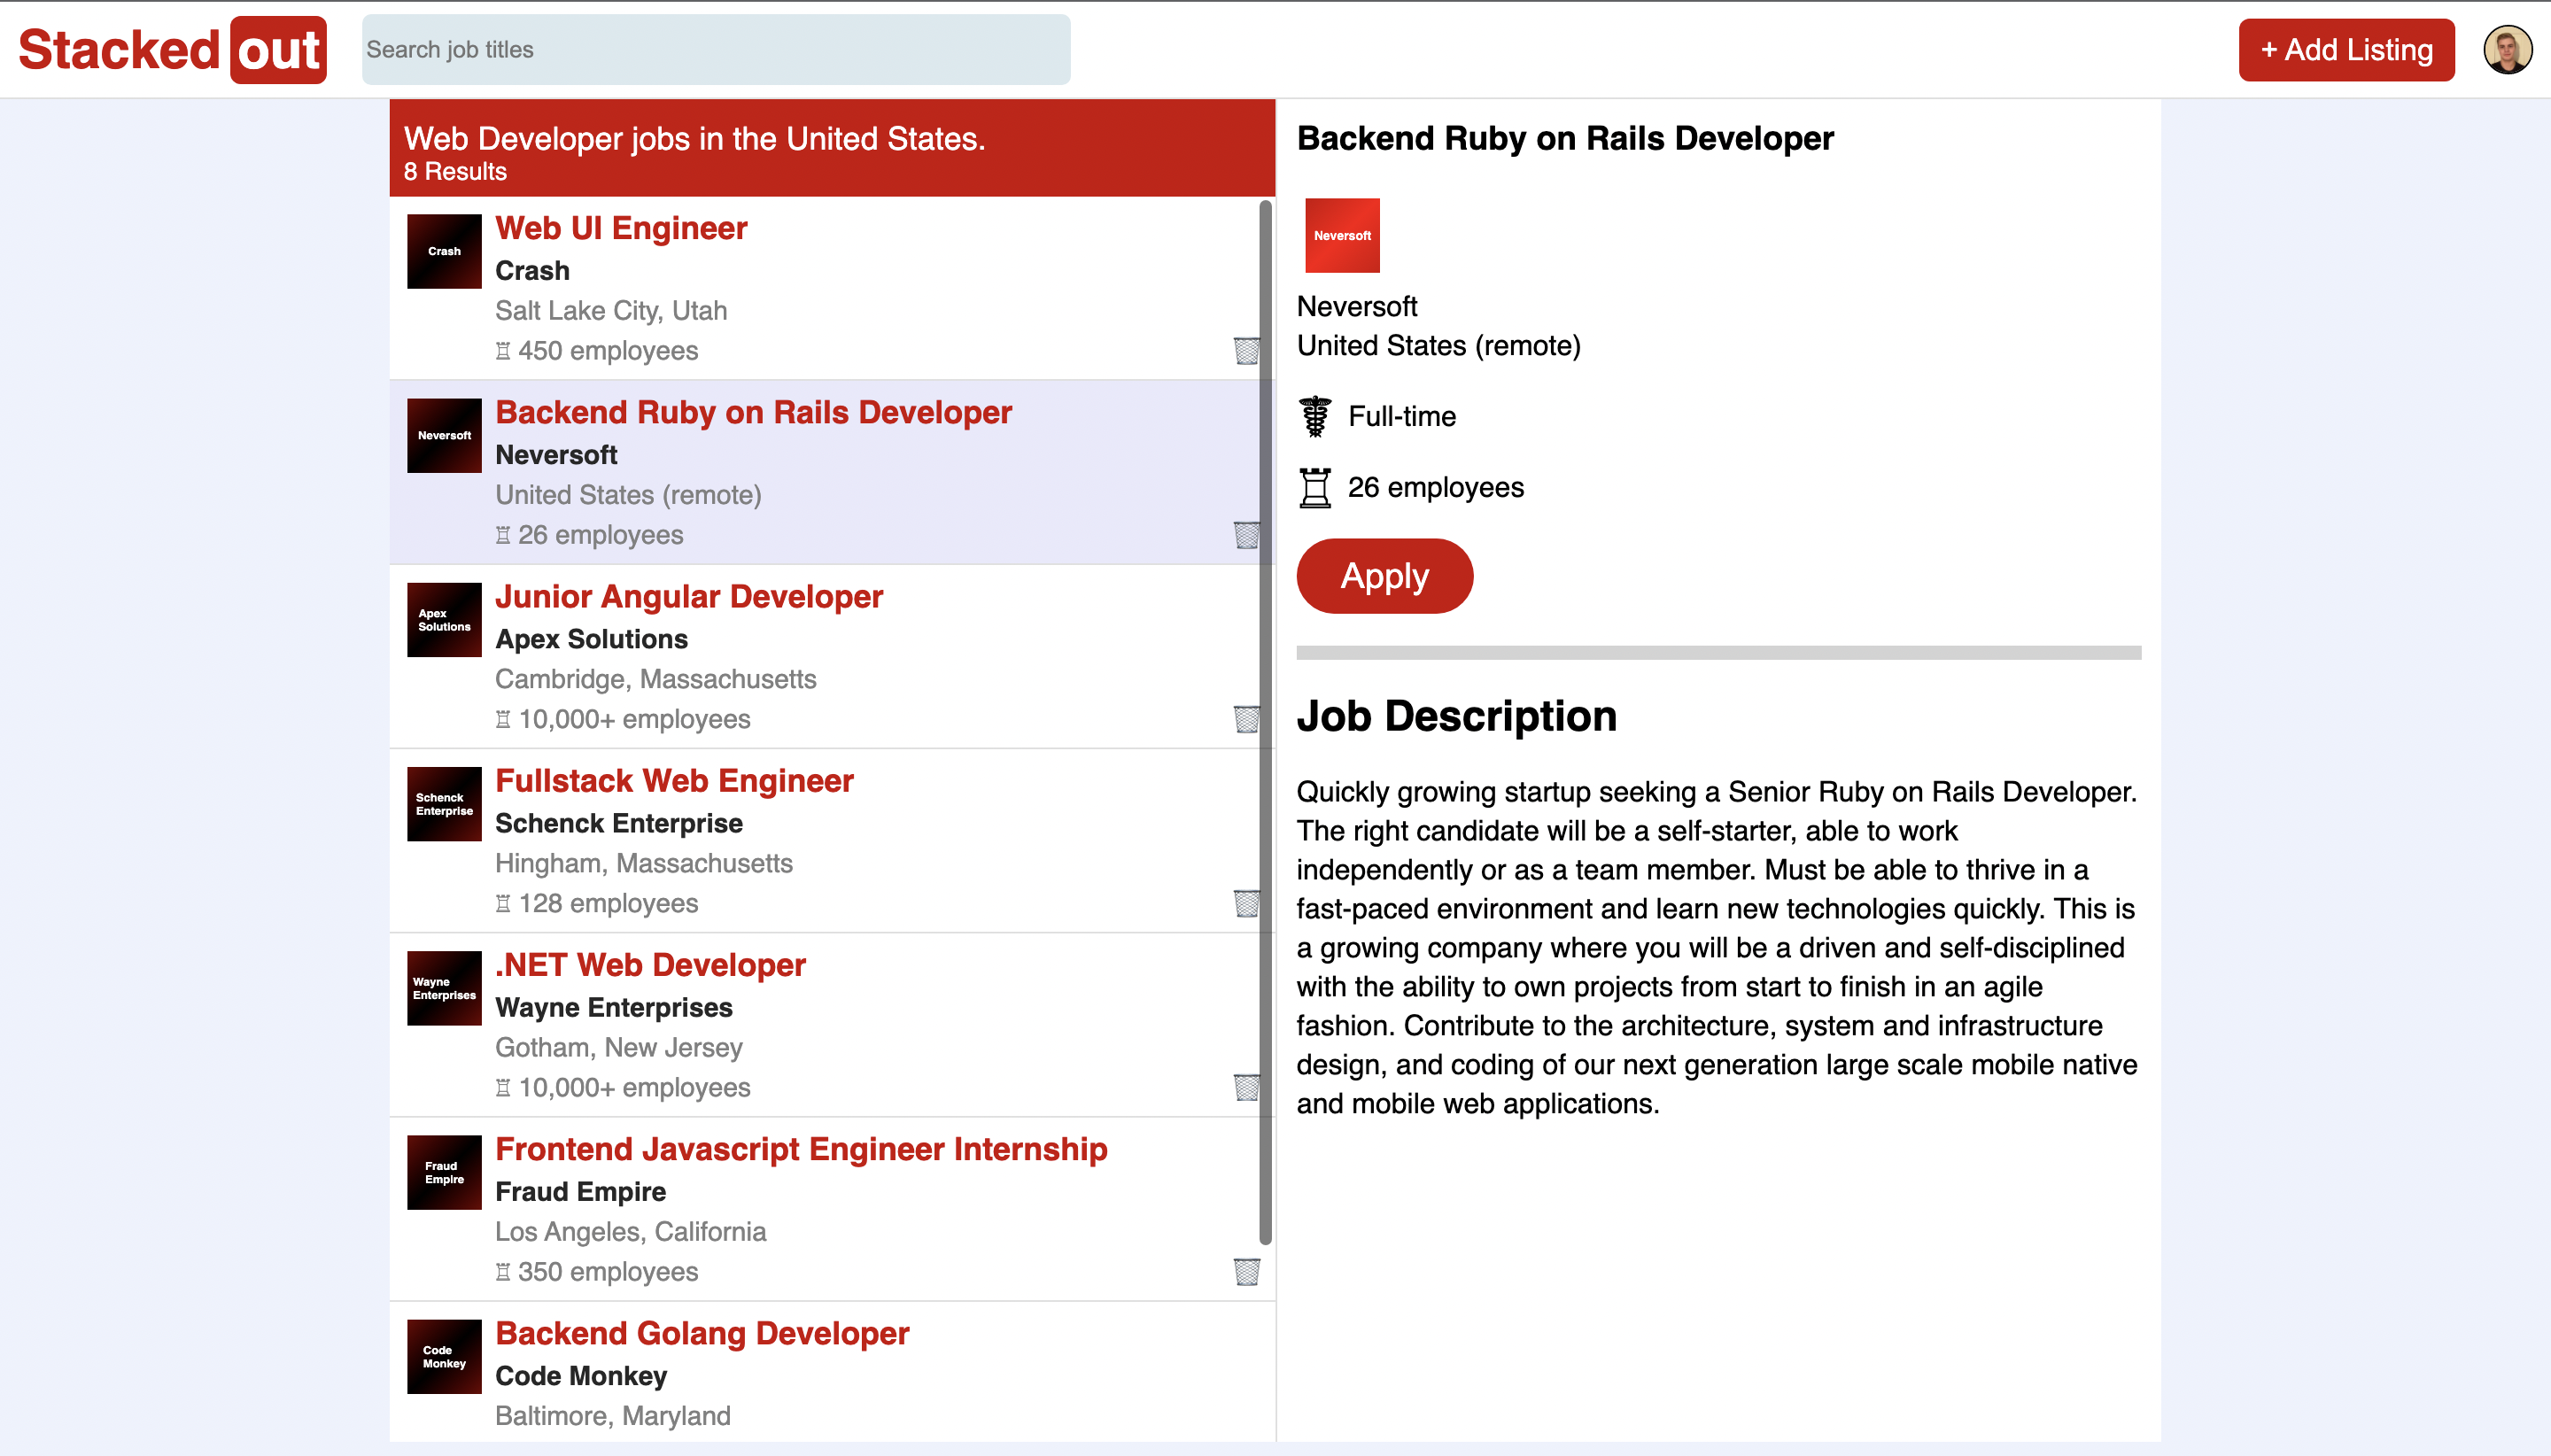 Stacked out
Search job titles
+ Add Listing
Web Developer jobs in the United States.
8 Results
Crash
Web UI Engineer
Crash
Salt Lake City, Utah
♖ 450 employees
Neversoft
Backend Ruby on Rails Developer
Neversoft
United States (remote)
♖ 26 employees
Apex
Solutions
Junior Angular Developer
Apex Solutions
Cambridge, Massachusetts
♖ 10,000+ employees
Schenck
Enterprise
Fullstack Web Engineer
Schenck Enterprise
Hingham, Massachusetts
♖ 128 employees
Wayne
Enterprises
.NET Web Developer
Wayne Enterprises
Gotham, New Jersey
♖ 10,000+ employees
Fraud
Empire
Frontend Javascript Engineer Internship
Fraud Empire
Los Angeles, California
♖ 350 employees
Code
Monkey
Backend Golang Developer
Code Monkey
Baltimore, Maryland
Backend Ruby on Rails Developer
Neversoft
Neversoft
United States (remote)
Full-time
♖ 26 employees
Apply
Job Description
Quickly growing startup seeking a Senior Ruby on Rails Developer.
The right candidate will be a self-starter, able to work
independently or as a team member. Must be able to thrive in a
fast-paced environment and learn new technologies quickly. This is
a growing company where you will be a driven and self-disciplined
with the ability to own projects from start to finish in an agile
fashion. Contribute to the architecture, system and infrastructure
design, and coding of our next generation large scale mobile native
and mobile web applications.